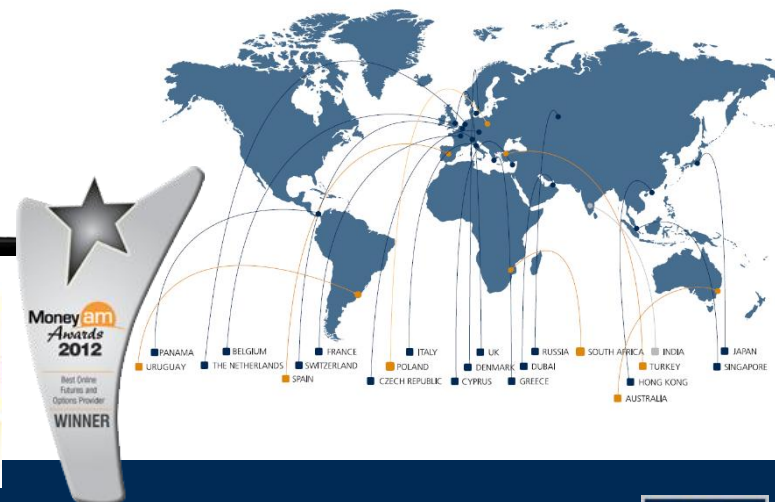 Money am
Awards
2012
Best Online
Futures and
Options Provider
WINNER
PANAMA
BELGIUM
FRANCE
ITALY
UK
RUSSIA
SOUTH AFRICA
INDIA
JAPAN
URUGUAY
THE NETHERLANDS
SWITZERLAND
POLAND
DENMARK
DUBAI
TURKEY
SINGAPORE
SPAIN
CZECH REPUBLIC
CYPRUS
GREECE
HONG KONG
AUSTRALIA